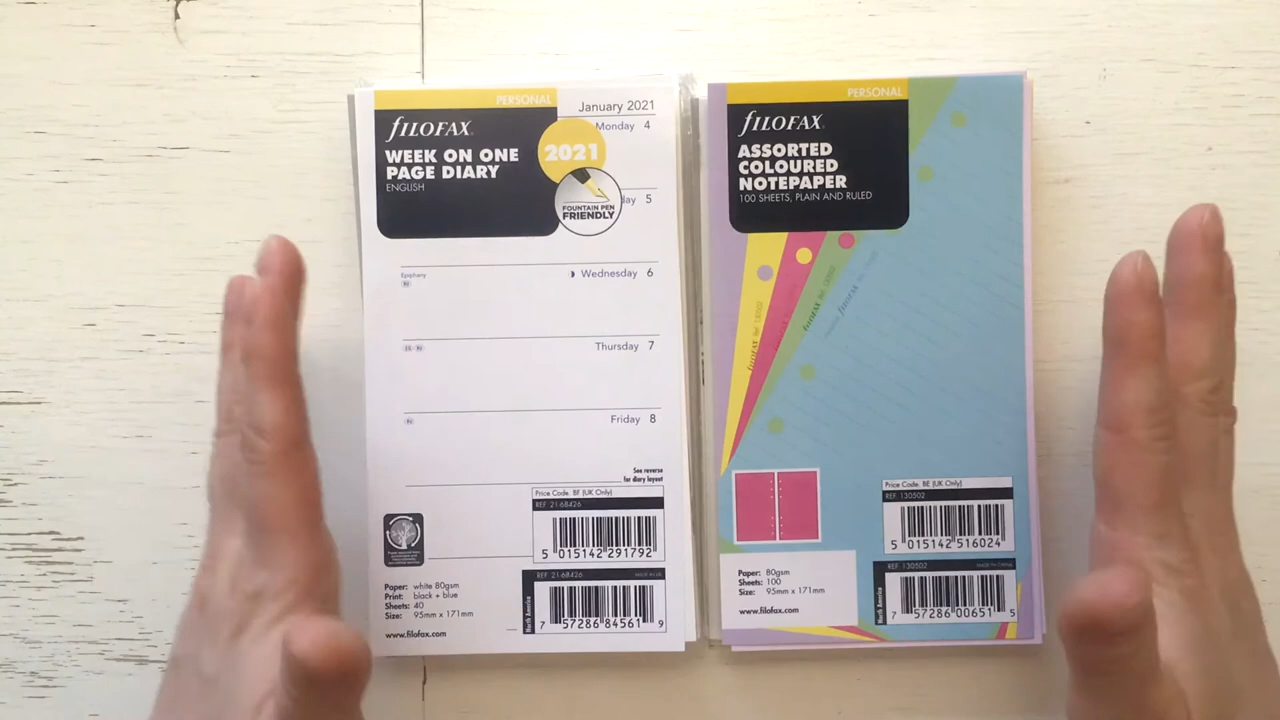 PERSONAL
January 2021
FILOFAX
Monday 4
2021
WEEK ON ONE
PAGE DIARY
ENGLISH
FOUNTAIN PEN
FRIENDLY
day 5
Epiphany
Wednesday 6
Thursday 7
Friday 8
See reverse
for diary layout
Price Code. BF (UK Only)
REF. 21-68426
5 015142 291792
REF. 21-68426
North America
7 57286 84561 9
Paper: white 80gsm
Print: black + blue
Sheets: 40
Size: 95mm x 171mm
www.filofax.com
PERSONAL
FILOFAX
ASSORTED
COLOURED
NOTEPAPER
100 SHEETS, PLAIN AND RULED
Price Code. BE (UK Only)
REF. 130502
5 015142 516024
REF. 130502
MADE IN CHINA
North America
7 57286 00651 5
Paper: 80gsm
Sheets: 100
Size: 95mm x 171mm
www.filofax.com